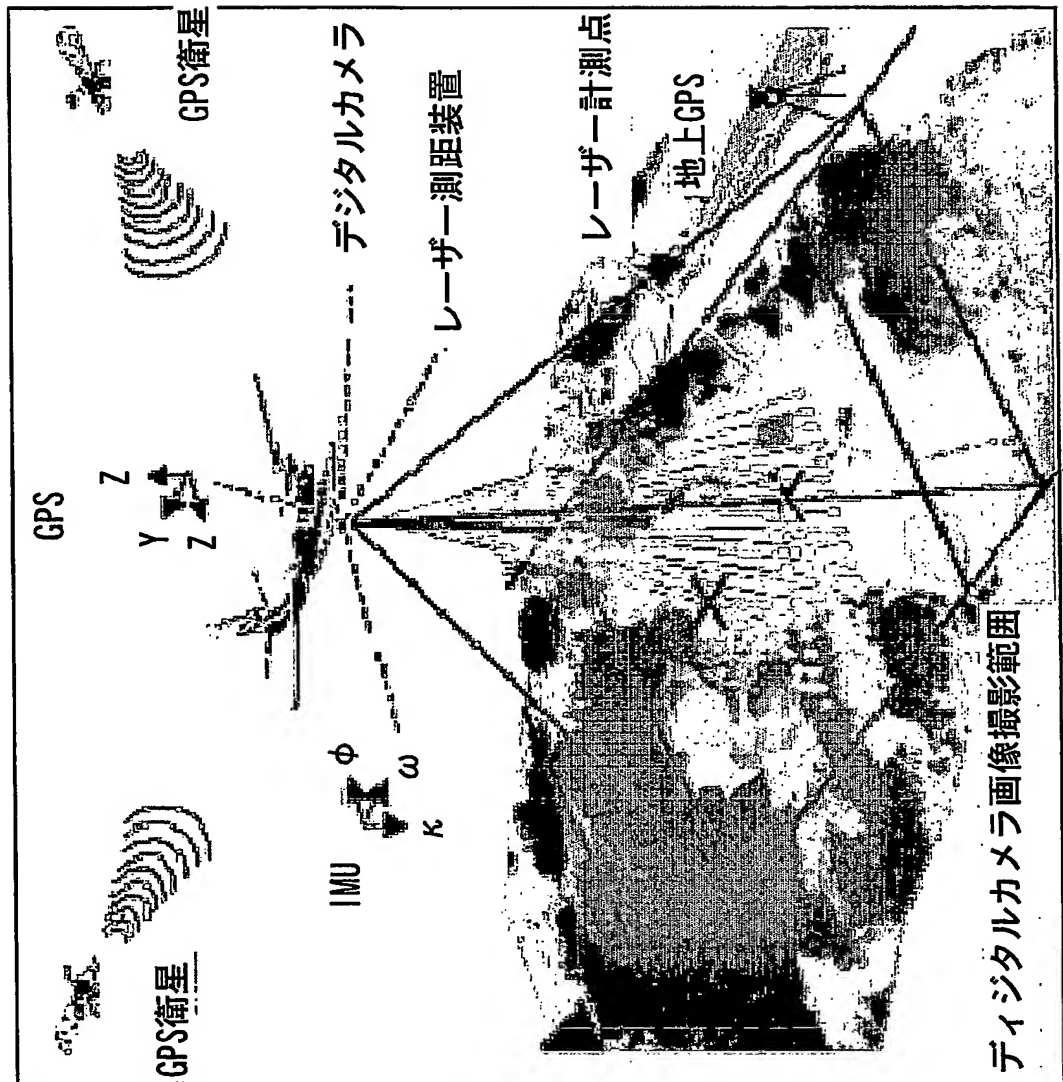 GPS衛星
GPS
GPS衛星
Y
Z
Z
デジタルカメラ
レーザー測距装置
IMU
φ
ω
κ
レーザー計測点
地上GPS
ディジタルカメラ画像撮影範囲